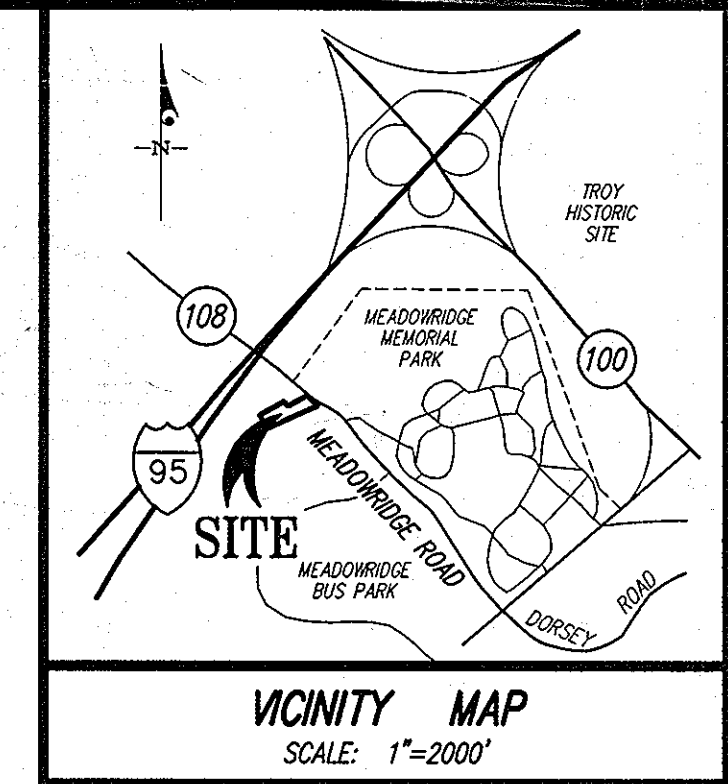 -N-
TROY
HISTORIC
SITE
108
MEADOWRIDGE
MEMORIAL
PARK
100
95
MEADOWRIDGE ROAD
SITE
MEADOWRIDGE
BUS PARK
DORSEY ROAD
VICINITY MAP
SCALE: 1"=2000'